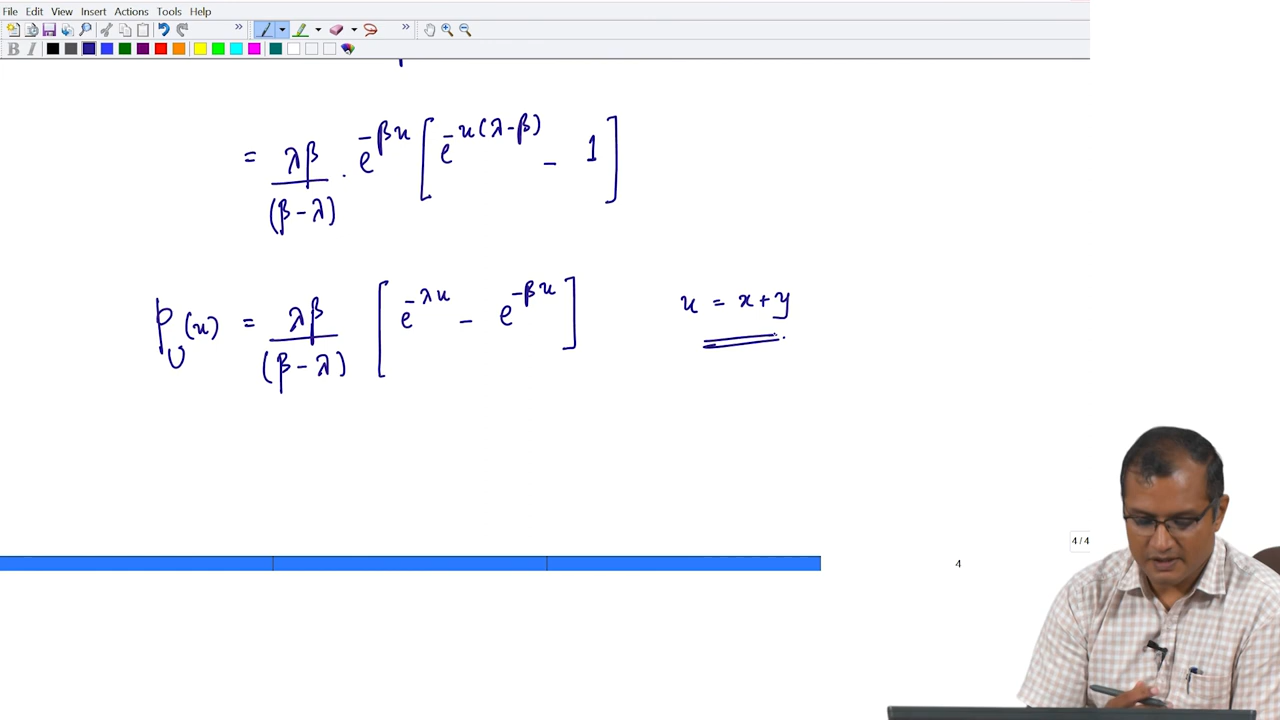 File Edit View Insert Actions Tools Help
= λβ/(β-λ) . e^{-βu} [e^{-u(λ-β)} - 1]
p_U(u) = λβ/(β-λ) [e^{-λu} - e^{-βu}] u = x+y
4/4
4